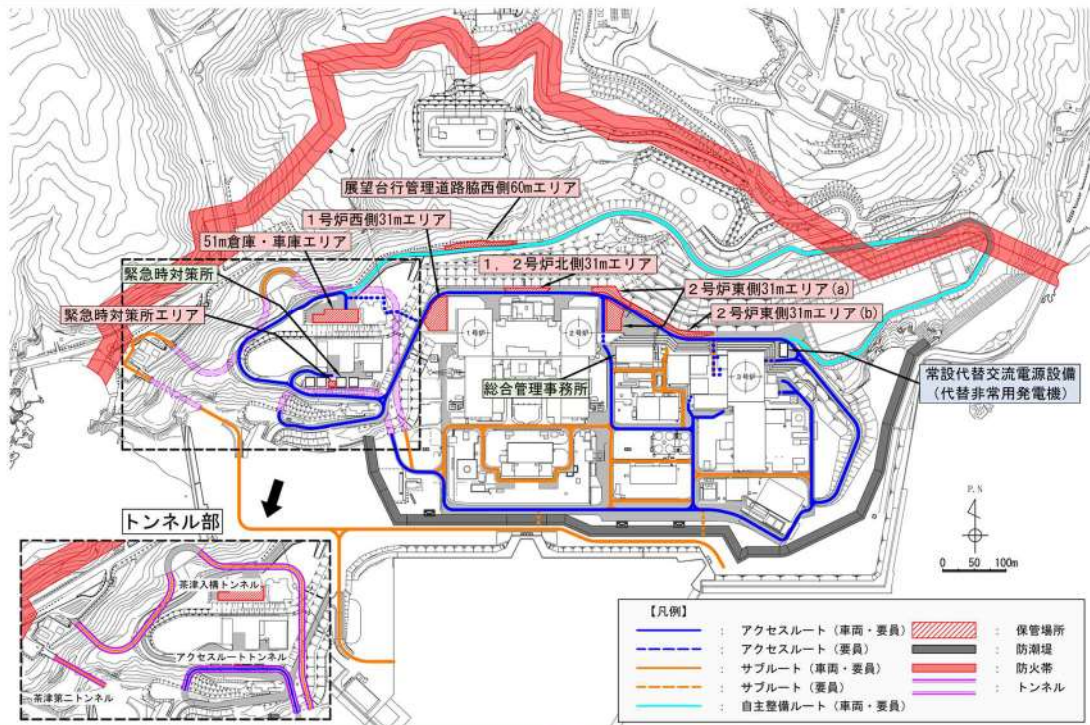 展望台行管理道路脇西側60mエリア
1号炉西側31mエリア
51m倉庫・車庫エリア
1,2号炉北側31mエリア
緊急時対策所
2号炉東側31mエリア(a)
緊急時対策所エリア
2号炉東側31mエリア(b)
1号炉
2号炉
3号炉
総合管理事務所
常設代替交流電源設備
(代替非常用発電機)
トンネル部
茶津入構トンネル
アクセスルートトンネル
茶津第二トンネル
P.N
0 50 100m
【凡例】
: アクセスルート(車両・要員)
: アクセスルート(要員)
: サブルート(車両・要員)
: サブルート(要員)
: 自主整備ルート(車両・要員)
: 保管場所
: 防潮堤
: 防火帯
: トンネル